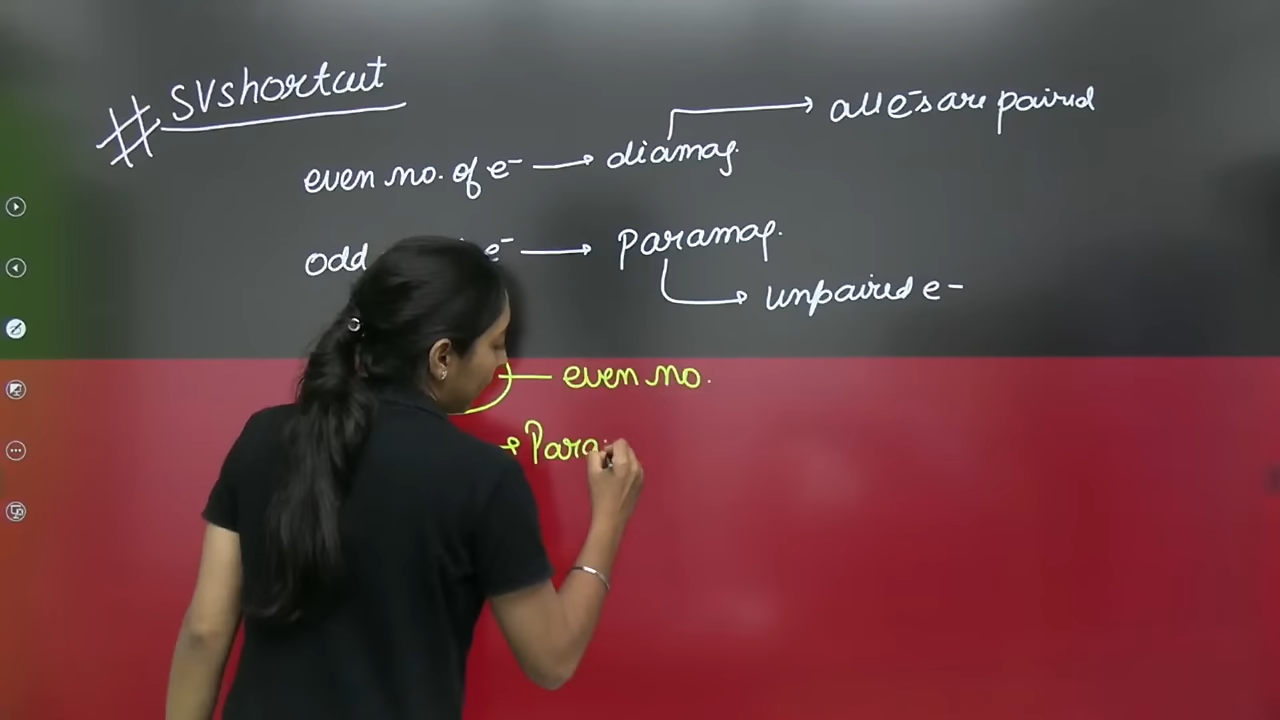 # SVshortcut
all e⁻s are paired
even no. of e⁻ → diamag.
odd e⁻ → Paramag.
unpaired e⁻
even no.
→ Para